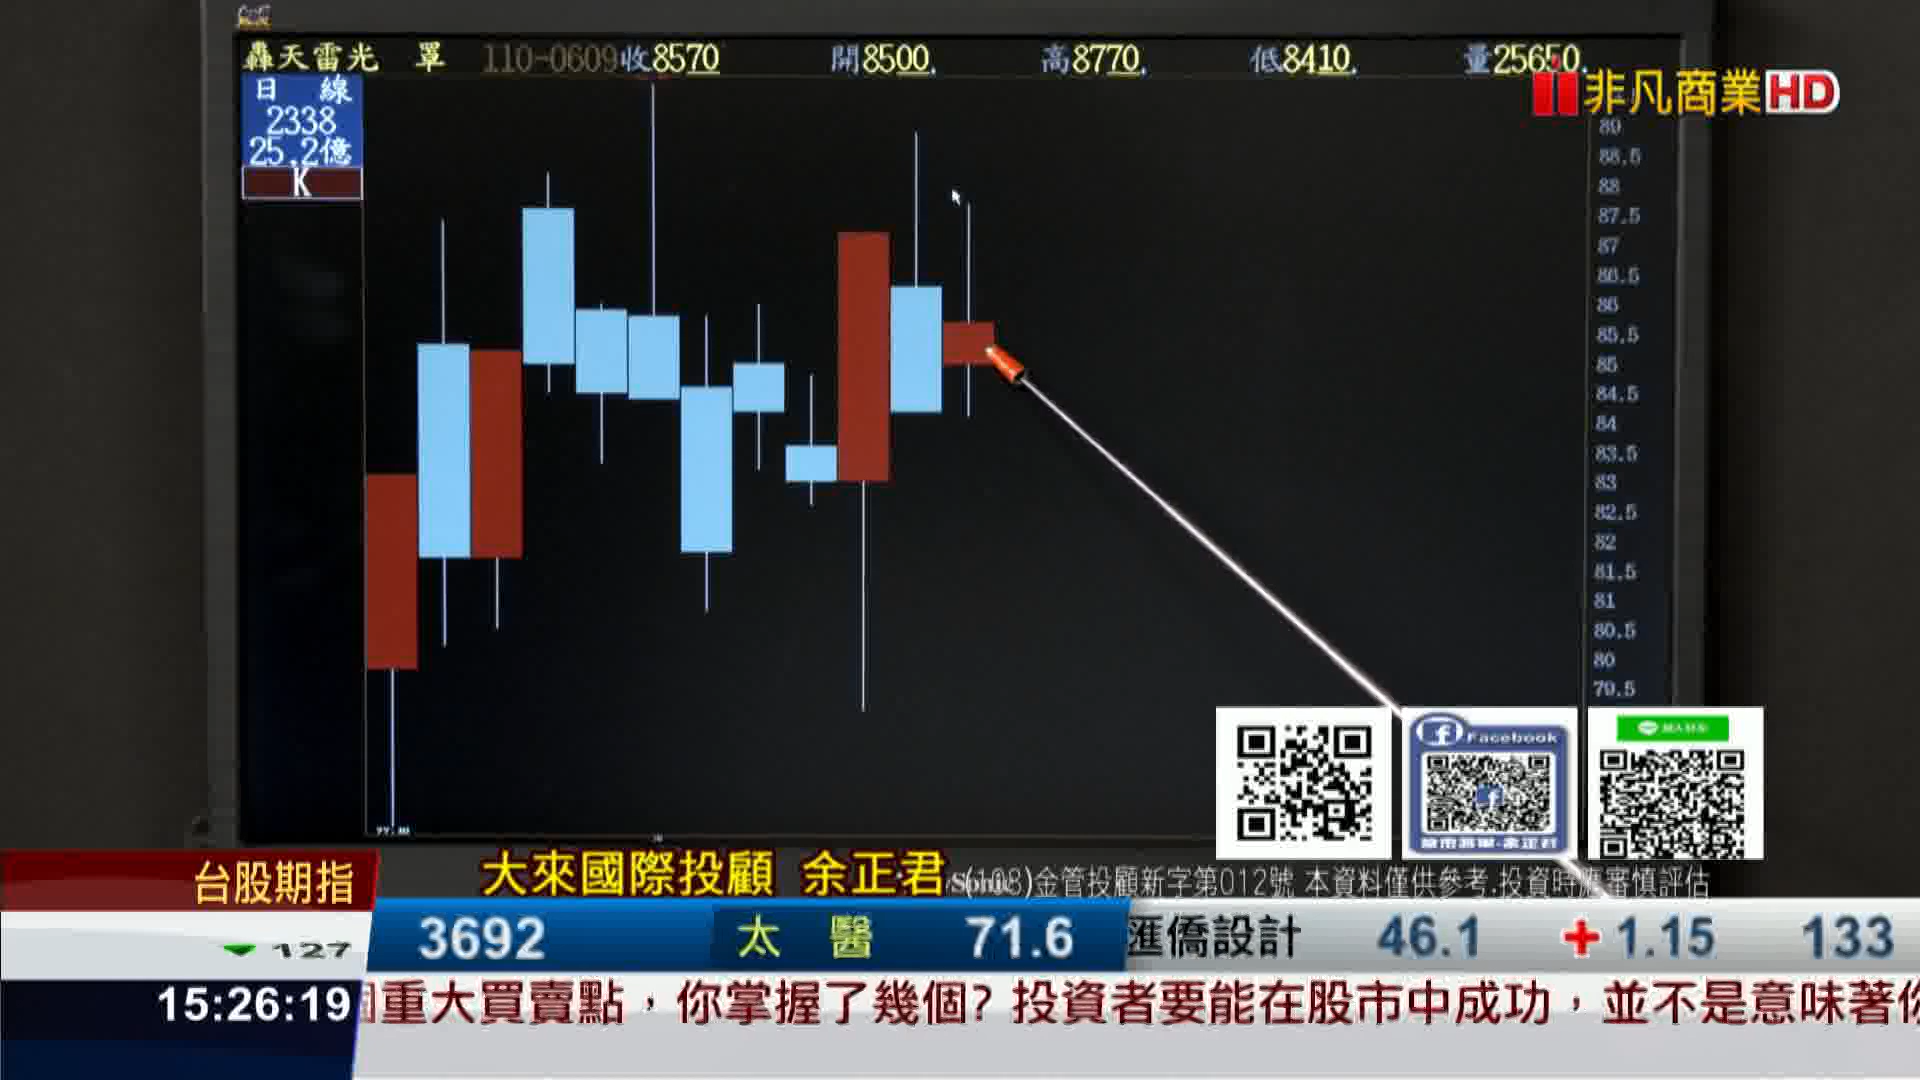 轟天雷光 罩 110-0609收8570 開8500. 高8770. 低8410. 量25650.
日 線
2338
25.2億
K
非凡商業HD
89
88.5
88
87.5
87
86.5
86
85.5
85
84.5
84
83.5
83
82.5
82
81.5
81
80.5
80
79.5
Facebook
台股期指
大來國際投顧 余正君
(108)金管投顧新字第012號 本資料僅供參考.投資時應審慎評估
127
3692 太 醫 71.6
匯僑設計 46.1 + 1.15 133
15:26:19
重大買賣點,你掌握了幾個? 投資者要能在股市中成功,並不是意味著你